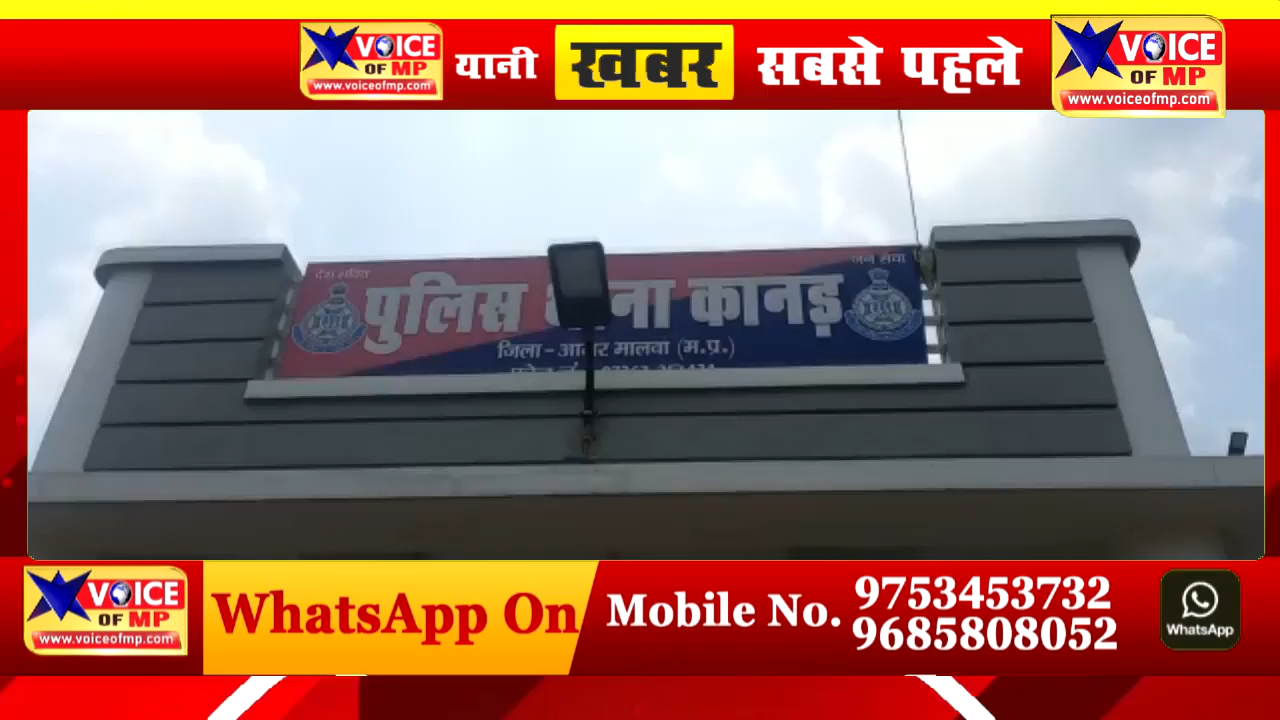 VOICE OF MP
www.voiceofmp.com
यानी खबर सबसे पहले
VOICE OF MP
www.voiceofmp.com
देश भक्ति
जन सेवा
पुलिस थाना कानड़
जिला - आगर मालवा (म.प्र.)
VOICE OF MP
www.voiceofmp.com
WhatsApp On
Mobile No.
9753453732
9685808052
WhatsApp